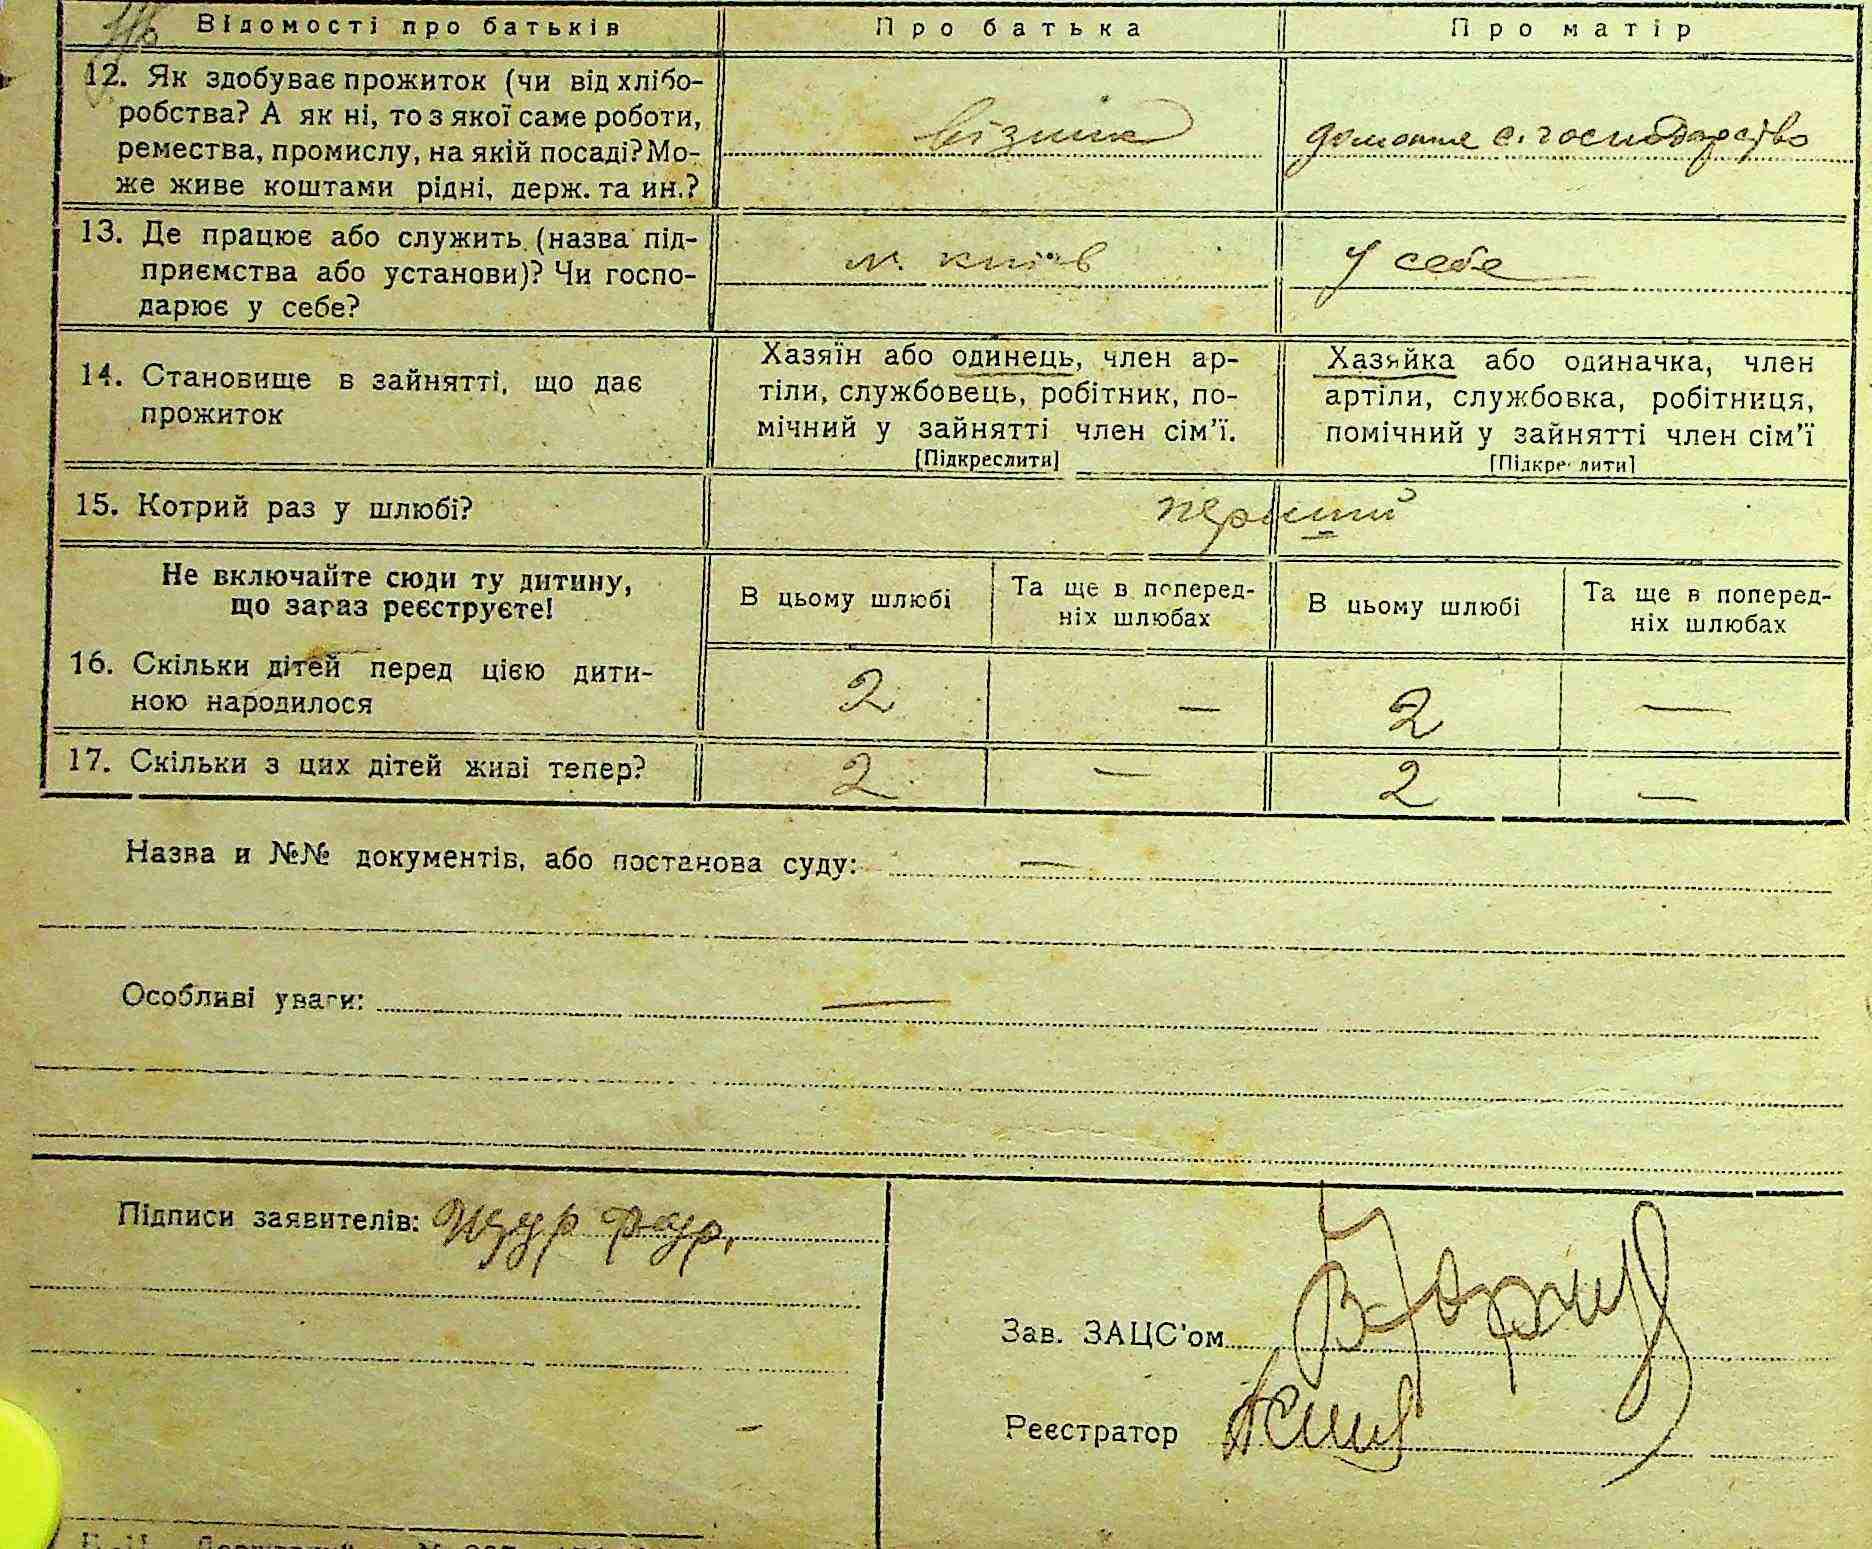 Відомості про батьків Про батька Про матір
12. Як здобуває прожиток (чи від хлібо-
робства? А як ні, то з якої саме роботи,
ремества, промислу, на якій посаді? Мо-
же живе коштами рідні, держ. та ин.?
візник
домашнє с. господарство
13. Де працює або служить (назва під-
приємства або установи)? Чи госпо-
дарює у себе?
м. київ
у себе
14. Становище в зайнятті, що дає
прожиток
Хазяїн або одинець, член ар-
тіли, службовець, робітник, по-
мічний у зайнятті член сім'ї.
[Підкреслити]
Хазяйка або одиначка, член
артіли, службовка, робітниця,
помічний у зайнятті член сім'ї
[Підкреслити]
15. Котрий раз у шлюбі?
перший
Не включайте сюди ту дитину,
що зараз реєструєте!
В цьому шлюбі
Та ще в поперед-
ніх шлюбах
В цьому шлюбі
Та ще в поперед-
ніх шлюбах
16. Скільки дітей перед цією дити-
ною народилося
2 — 2 —
17. Скільки з цих дітей живі тепер?
2 — 2 —
Назва и №№ документів, або постанова суду: —
Особливі уваги: —
Підписи заявителів: Щур
Зав. ЗАЦС'ом
Реєстратор